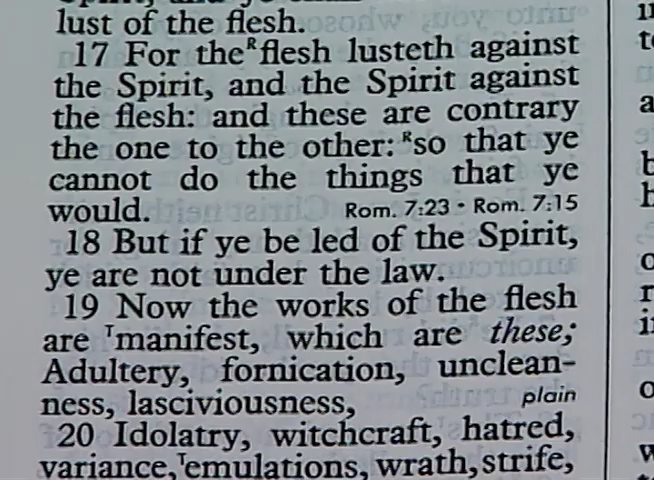 lust of the flesh.
17 For the ᴿflesh lusteth against
the Spirit, and the Spirit against
the flesh: and these are contrary
the one to the other: ᴿso that ye
cannot do the things that ye
would. Rom. 7:23 • Rom. 7:15
18 But if ye be led of the Spirit,
ye are not under the law.
19 Now the works of the flesh
are ᵀmanifest, which are these;
Adultery, fornication, unclean-
ness, lasciviousness, plain
20 Idolatry, witchcraft, hatred,
variance, ᵀemulations, wrath, strife,